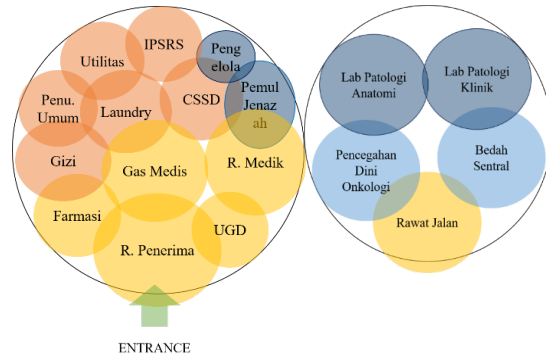 IPSRS
Utilitas
Peng
elola
Penu.
Umum
Laundry
CSSD
Pemul
Jenaz
ah
Gizi
Gas Medis
R. Medik
Farmasi
UGD
R. Penerima
ENTRANCE
Lab Patologi
Anatomi
Lab Patologi
Klinik
Pencegahan
Dini
Onkologi
Bedah
Sentral
Rawat Jalan